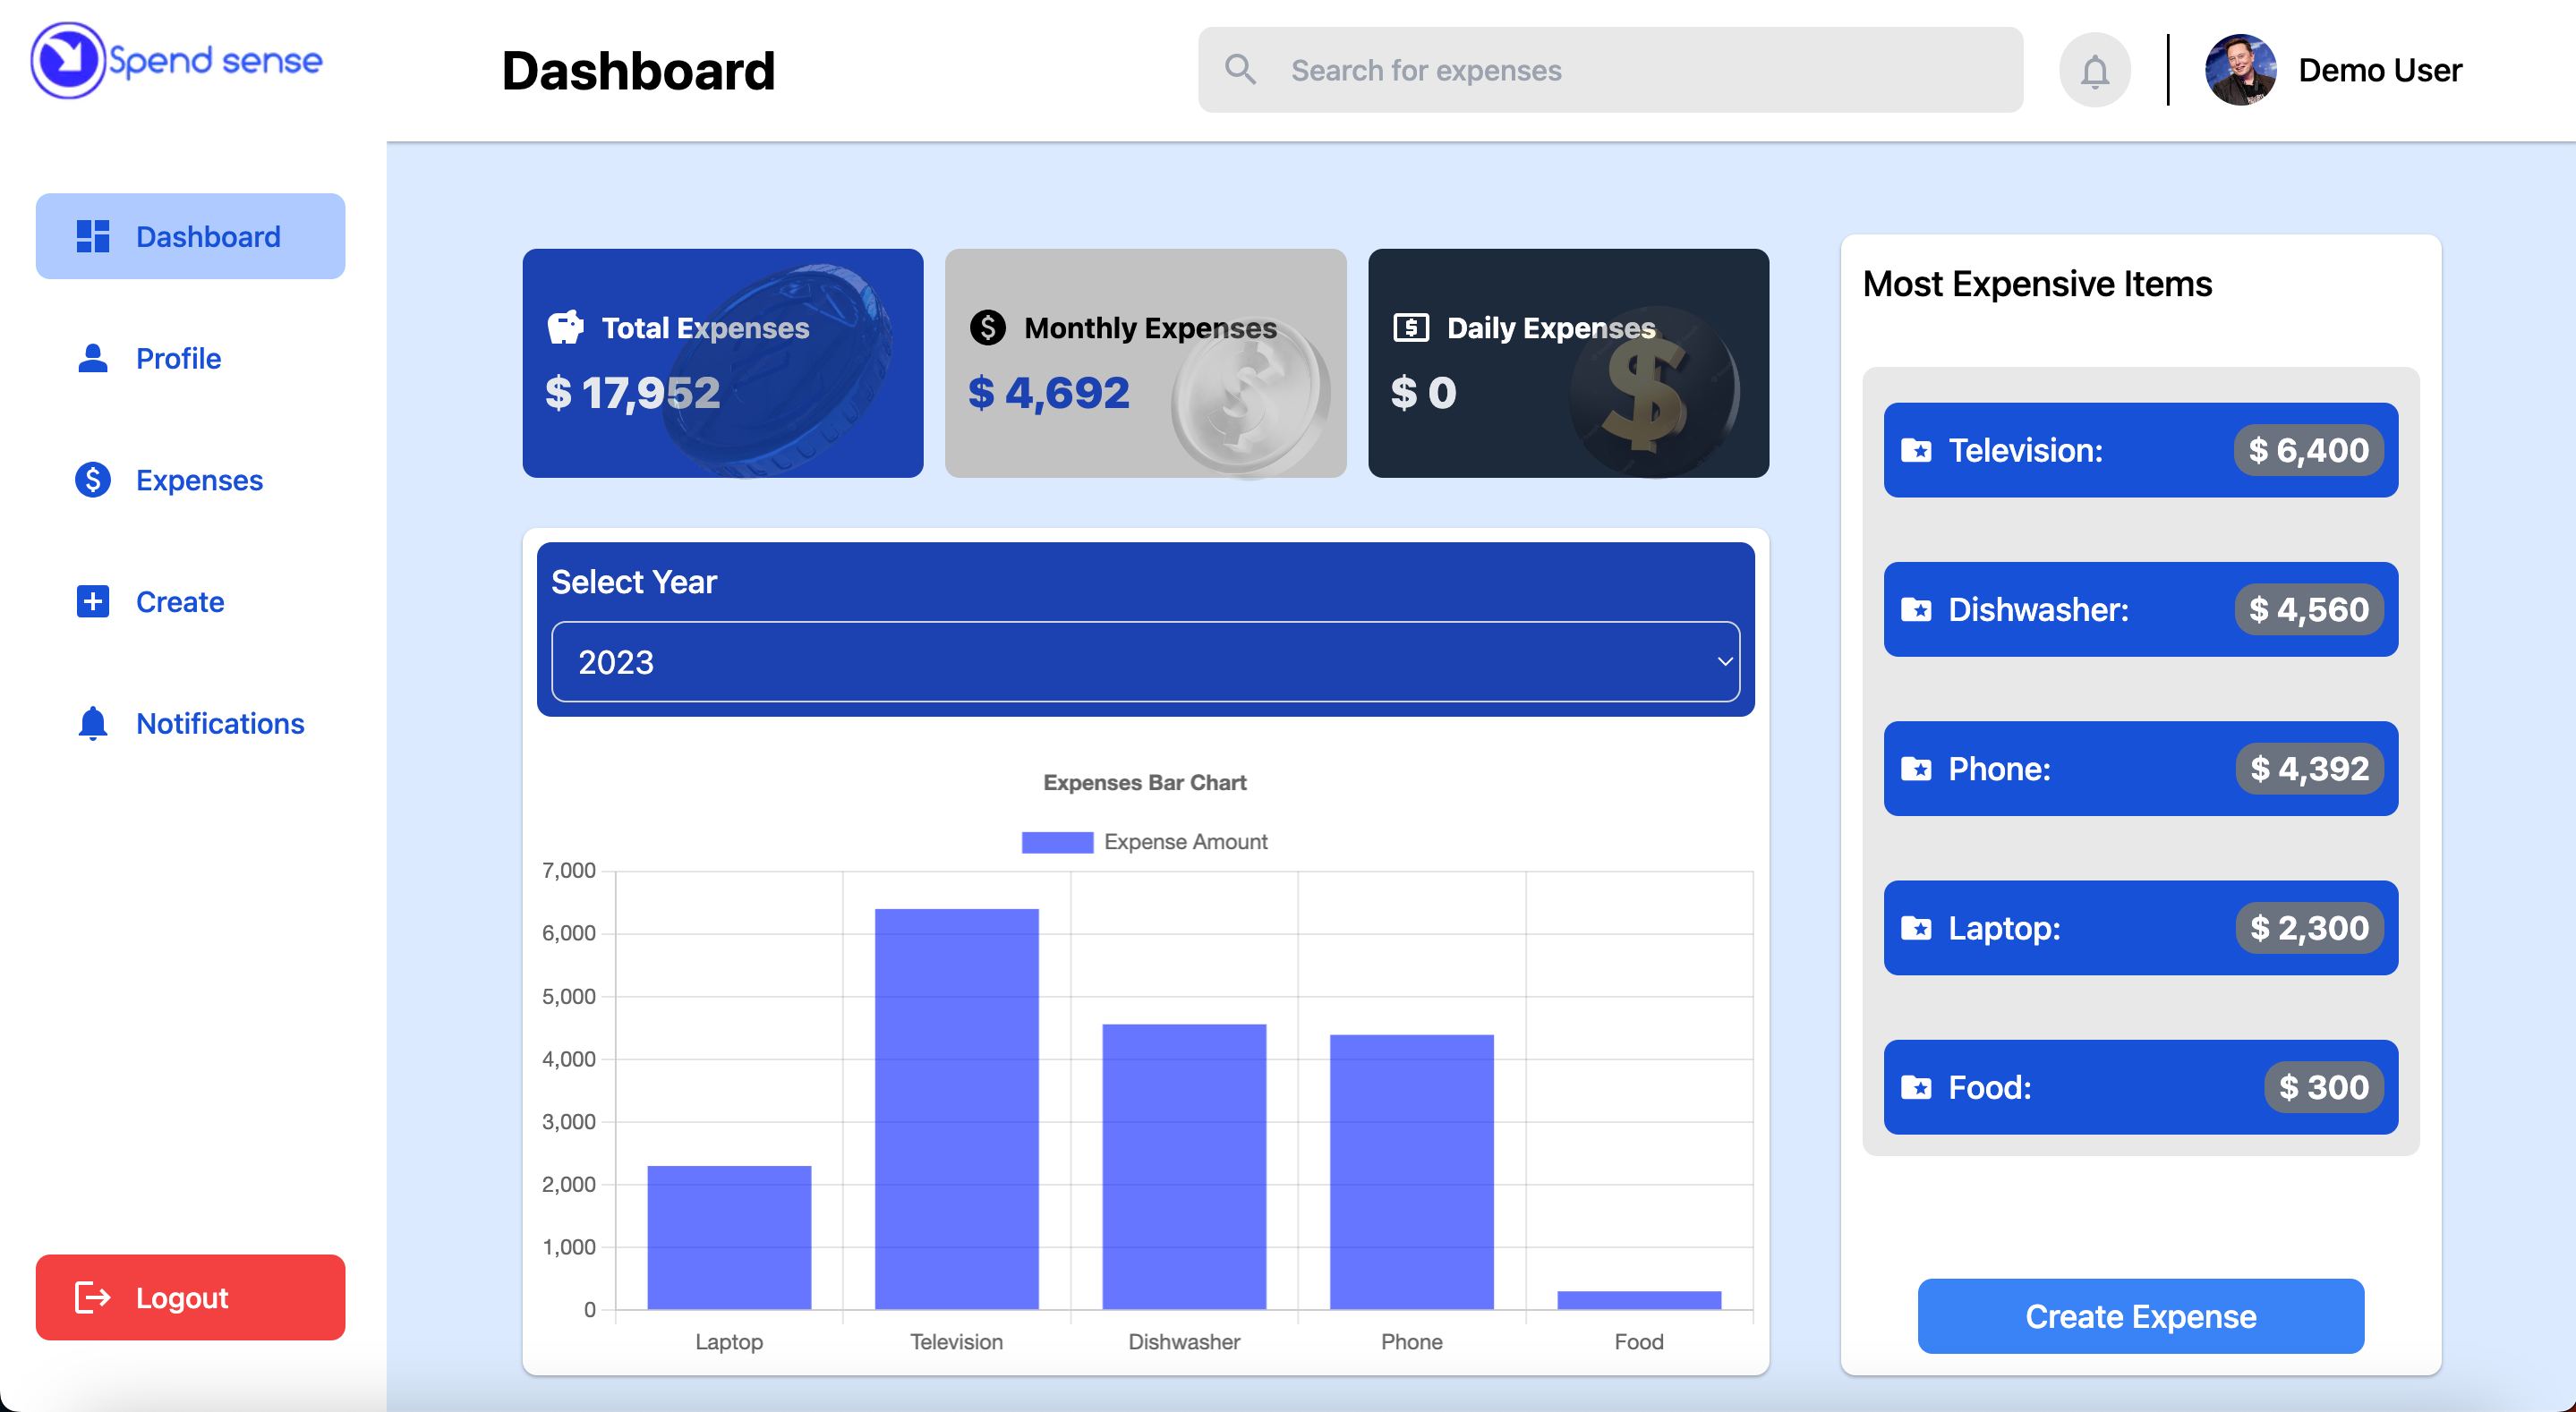 Spend sense
Dashboard
Search for expenses
Demo User
Dashboard
Profile
Expenses
Create
Notifications
Logout
Total Expenses
$ 17,952
Monthly Expenses
$ 4,692
Daily Expenses
$ 0
Select Year
2023
Expenses Bar Chart
Expense Amount
7,000
6,000
5,000
4,000
3,000
2,000
1,000
0
Laptop Television Dishwasher Phone Food
Most Expensive Items
Television: $ 6,400
Dishwasher: $ 4,560
Phone: $ 4,392
Laptop: $ 2,300
Food: $ 300
Create Expense